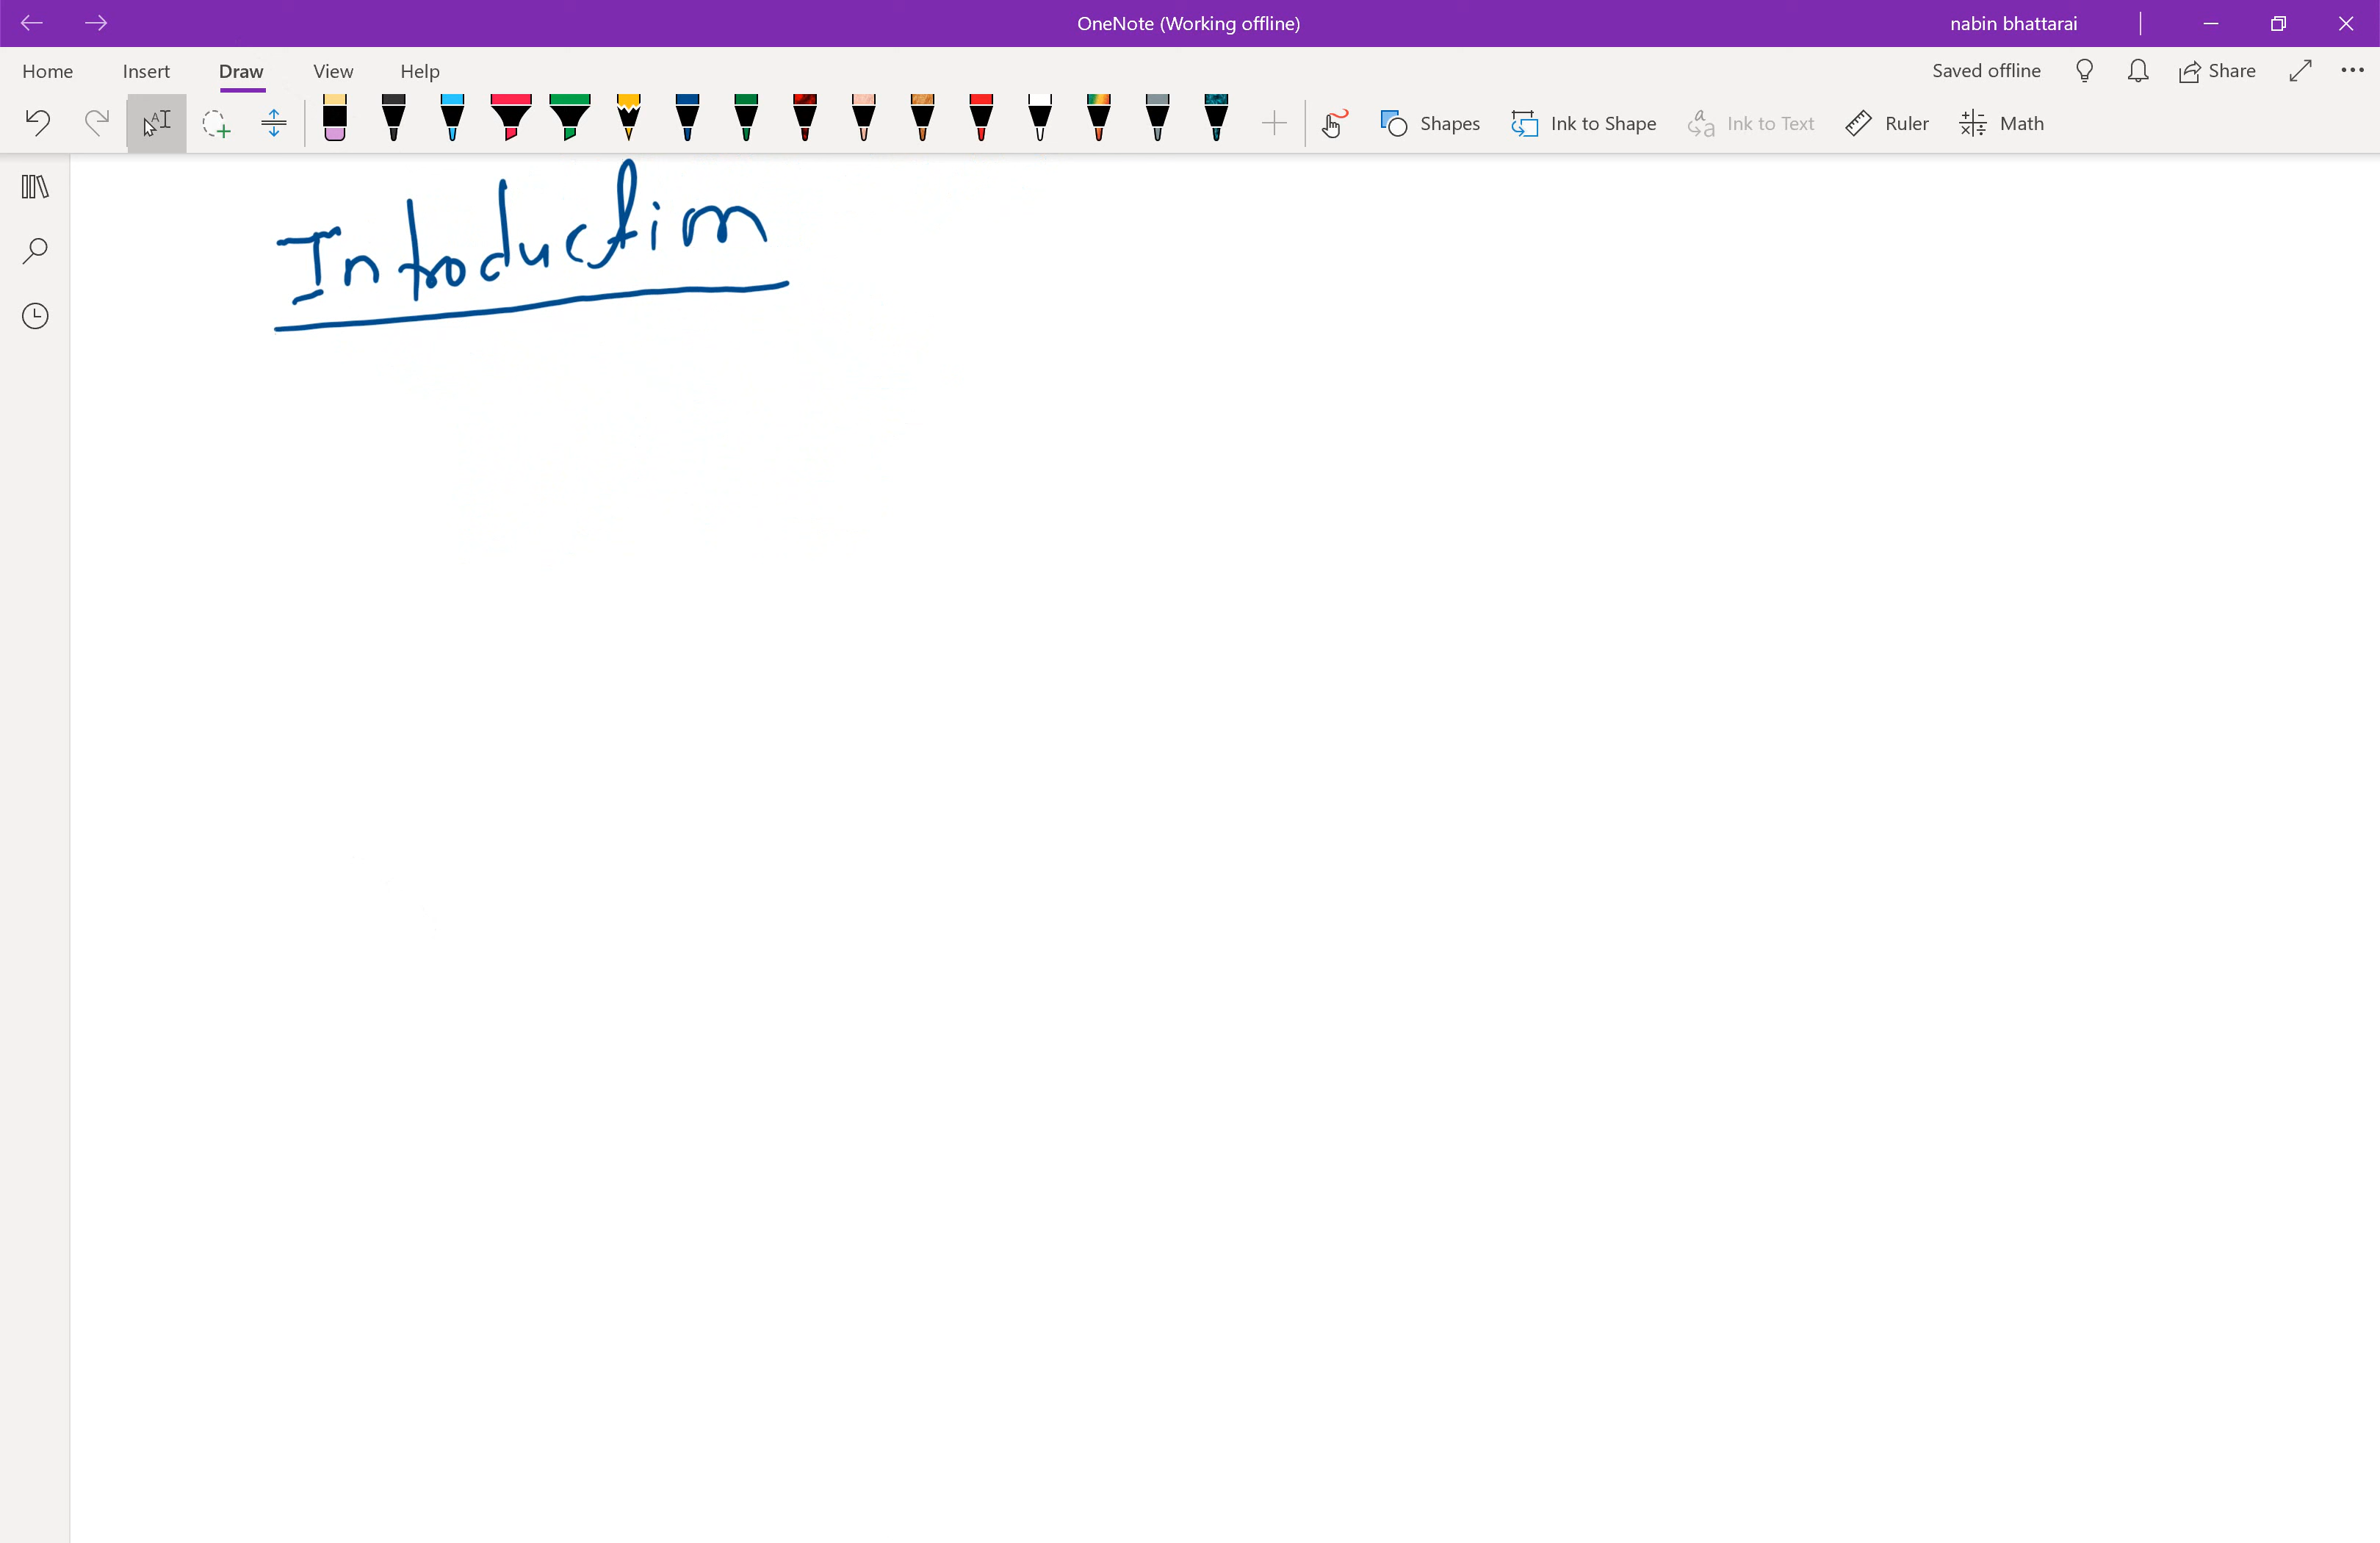 OneNote (Working offline)
nabin bhattarai
Home Insert Draw View Help
Saved offline Share
Shapes Ink to Shape Ink to Text Ruler Math
Introduction